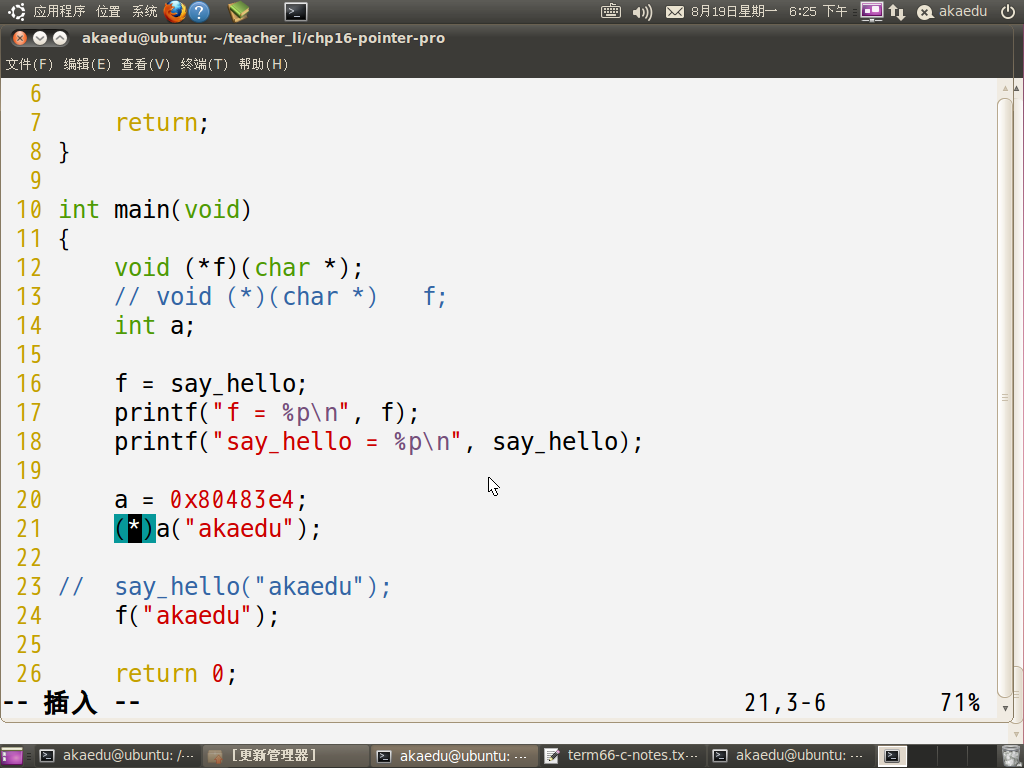 应用程序 位置 系统 8月19日星期一 6:25 下午 akaedu
akaedu@ubuntu: ~/teacher_li/chp16-pointer-pro
文件(F) 编辑(E) 查看(V) 终端(T) 帮助(H)
6
7 return;
8 }
9
10 int main(void)
11 {
12 void (*f)(char *);
13 // void (*)(char *) f;
14 int a;
15
16 f = say_hello;
17 printf("f = %p\n", f);
18 printf("say_hello = %p\n", say_hello);
19
20 a = 0x80483e4;
21 (*)a("akaedu");
22
23 // say_hello("akaedu");
24 f("akaedu");
25
26 return 0;
-- 插入 -- 21,3-6 71%
akaedu@ubuntu: /··· [更新管理器] akaedu@ubuntu: ··· term66-c-notes.tx··· akaedu@ubuntu: ···